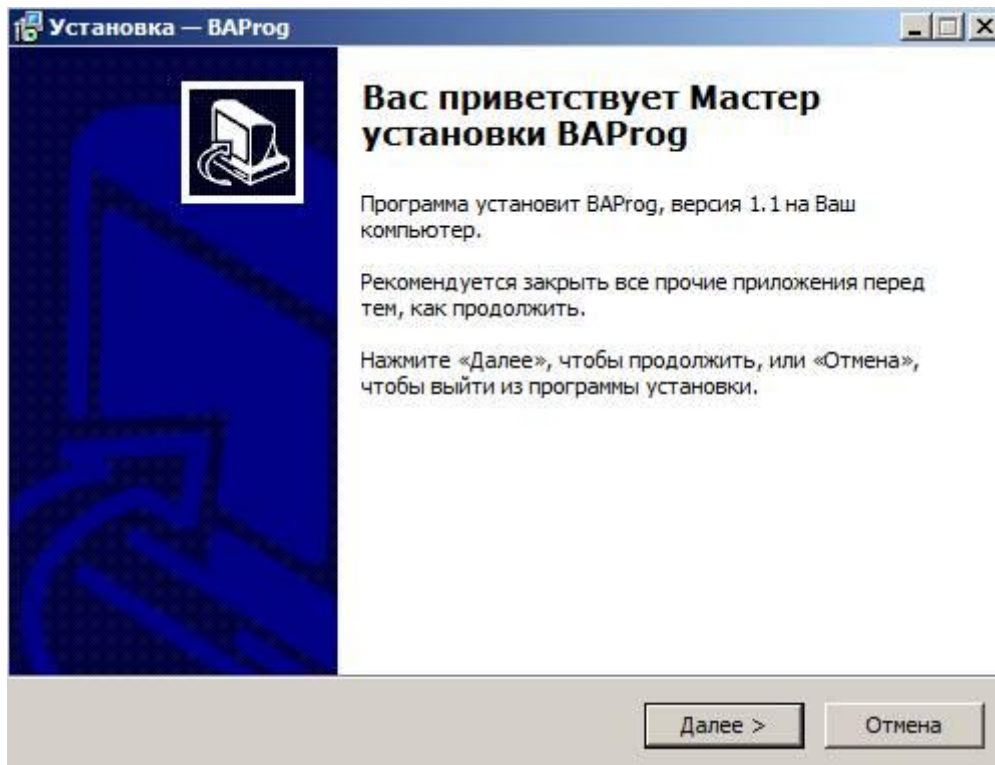 Установка — BAProg
Вас приветствует Мастер
установки BAProg
Программа установит BAProg, версия 1.1 на Ваш
компьютер.
Рекомендуется закрыть все прочие приложения перед
тем, как продолжить.
Нажмите «Далее», чтобы продолжить, или «Отмена»,
чтобы выйти из программы установки.
Далее >
Отмена